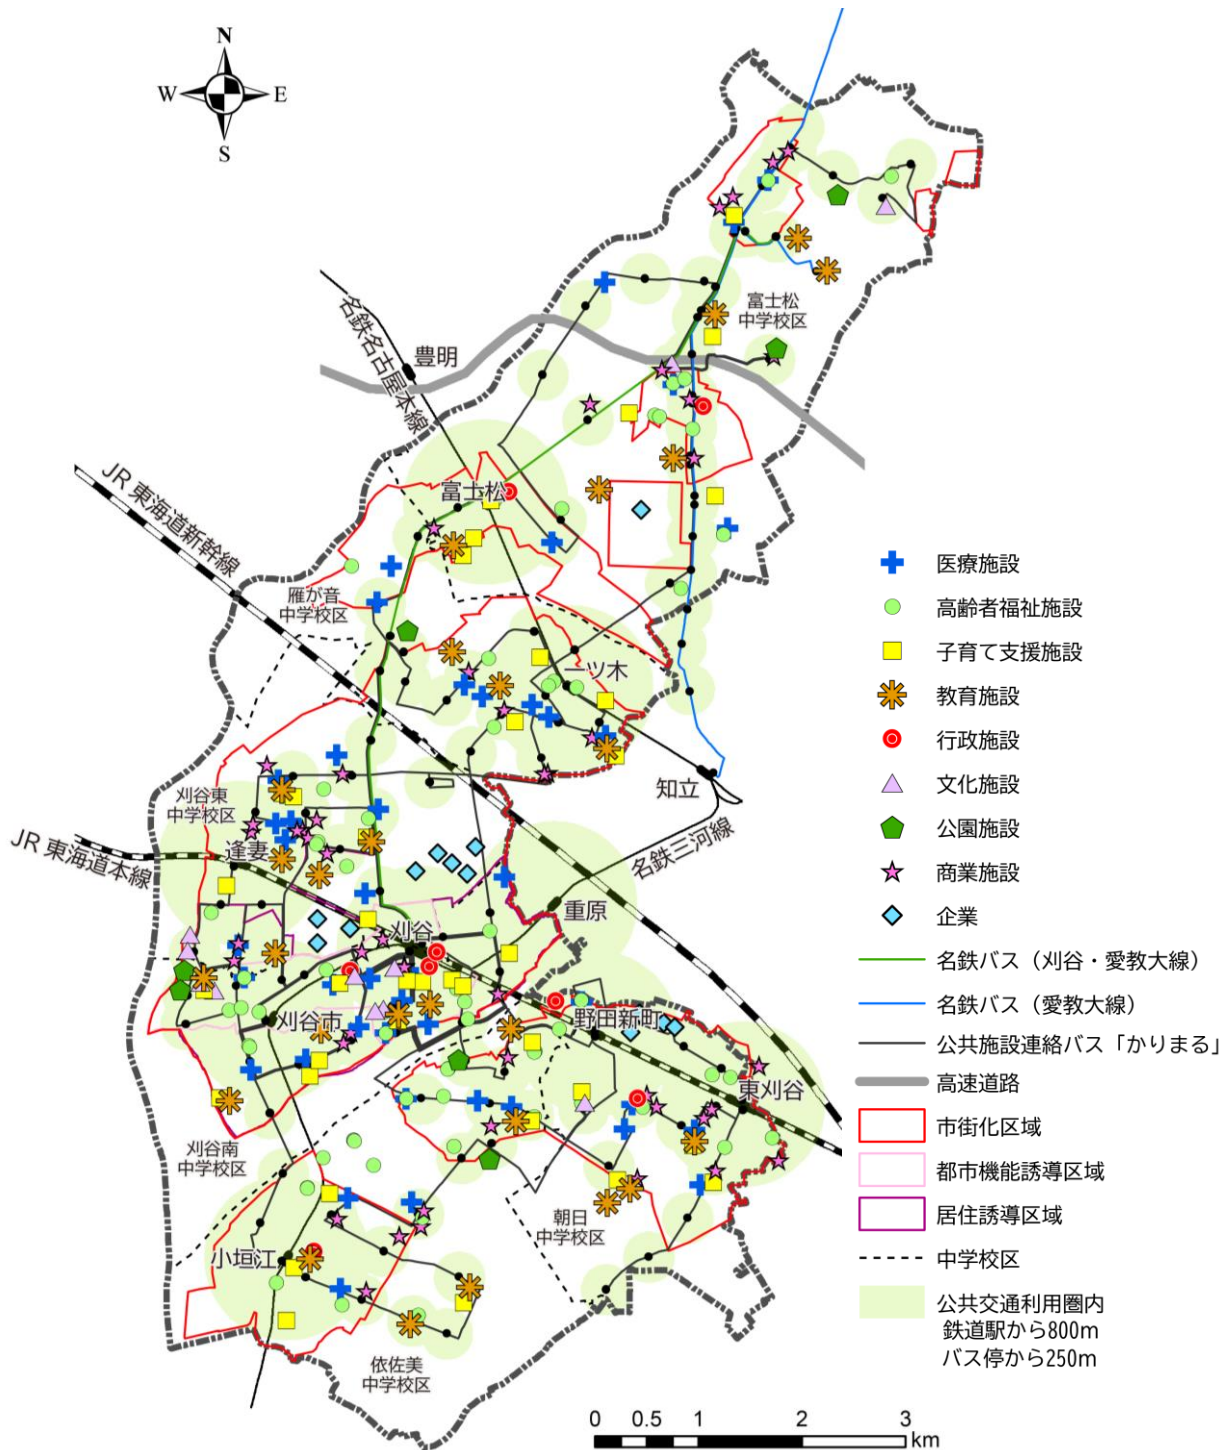 N
W
E
S
豊明
名鉄名古屋本線
富士松
中学校区
JR 東海道新幹線
富士松
雁が音
中学校区
一ツ木
知立
名鉄三河線
刈谷東
中学校区
逢妻
JR 東海道本線
重原
刈谷
刈谷市
野田新町
東刈谷
刈谷南
中学校区
朝日
中学校区
小垣江
依佐美
中学校区
医療施設
高齢者福祉施設
子育て支援施設
教育施設
行政施設
文化施設
公園施設
商業施設
企業
名鉄バス（刈谷・愛教大線）
名鉄バス（愛教大線）
公共施設連絡バス「かりまる」
高速道路
市街化区域
都市機能誘導区域
居住誘導区域
中学校区
公共交通利用圏内
鉄道駅から800m
バス停から250m
0 0.5 1 2 3
km